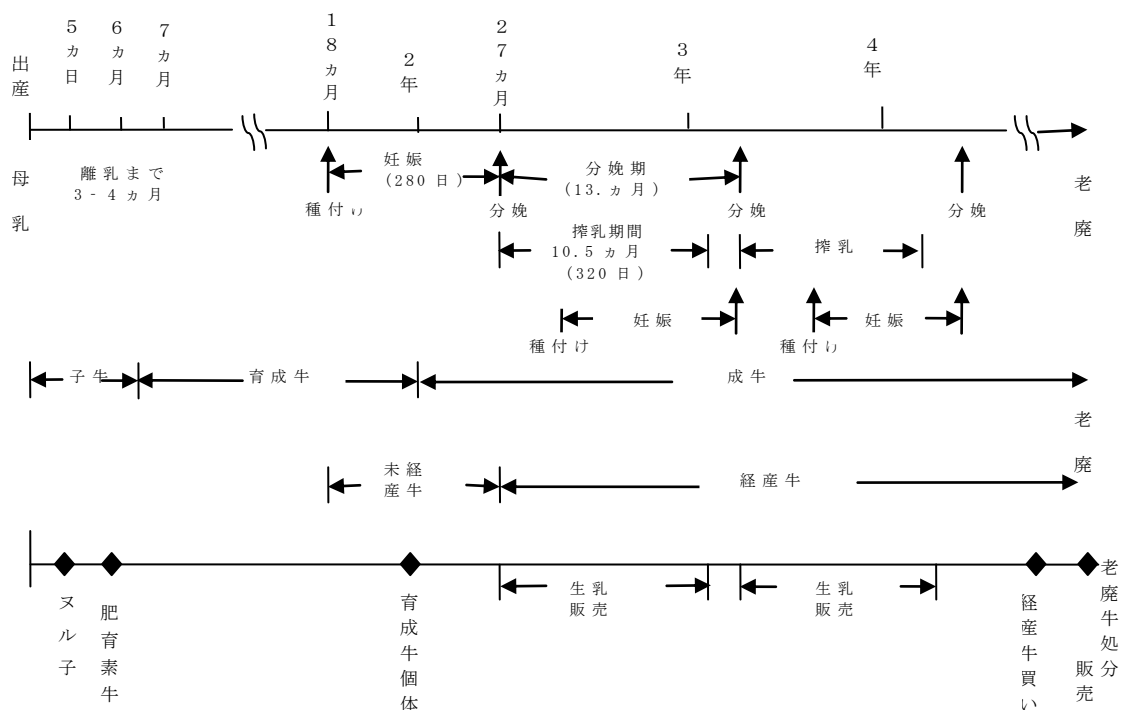 出産
5カ日
6カ月
7カ月
18カ月
2年
27カ月
3年
4年
母乳
離乳まで
3-4カ月
妊娠
(280日)
分娩期
(13.カ月)
老廃
種付け
分娩
分娩
分娩
搾乳期間
10.5カ月
(320日)
搾乳
妊娠
妊娠
種付け
種付け
子牛
育成牛
成牛
老廃
未経
産牛
経産牛
生乳
販売
生乳
販売
ヌル子
肥育素牛
育成牛個体
経産牛買い
老廃牛処分
販売